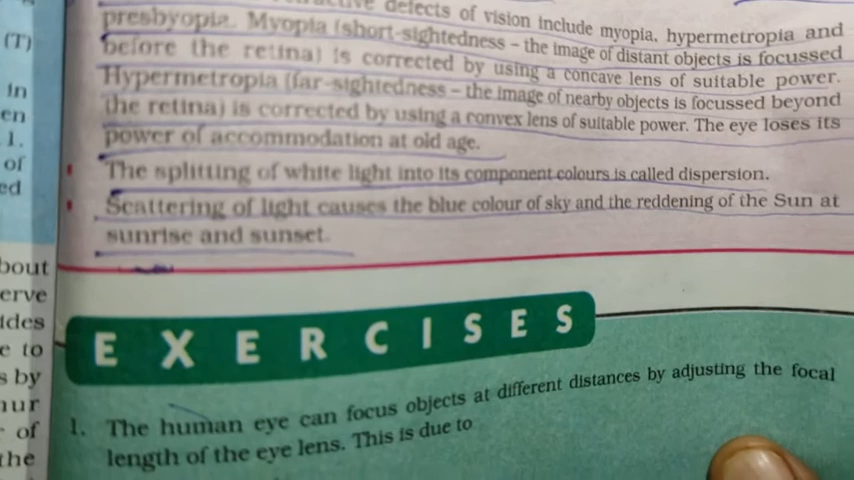 defects of vision include myopia, hypermetropia and
presbyopia. Myopia (short-sightedness – the image of distant objects is focussed
before the retina) is corrected by using a concave lens of suitable power.
Hypermetropia (far-sightedness – the image of nearby objects is focussed beyond
the retina) is corrected by using a convex lens of suitable power. The eye loses its
power of accommodation at old age.
The splitting of white light into its component colours is called dispersion.
Scattering of light causes the blue colour of sky and the reddening of the Sun at
sunrise and sunset.
EXERCISES
1. The human eye can focus objects at different distances by adjusting the focal
length of the eye lens. This is due to
(T)
in
en
1.
of
ed
bout
erve
ides
e to
s by
of
the